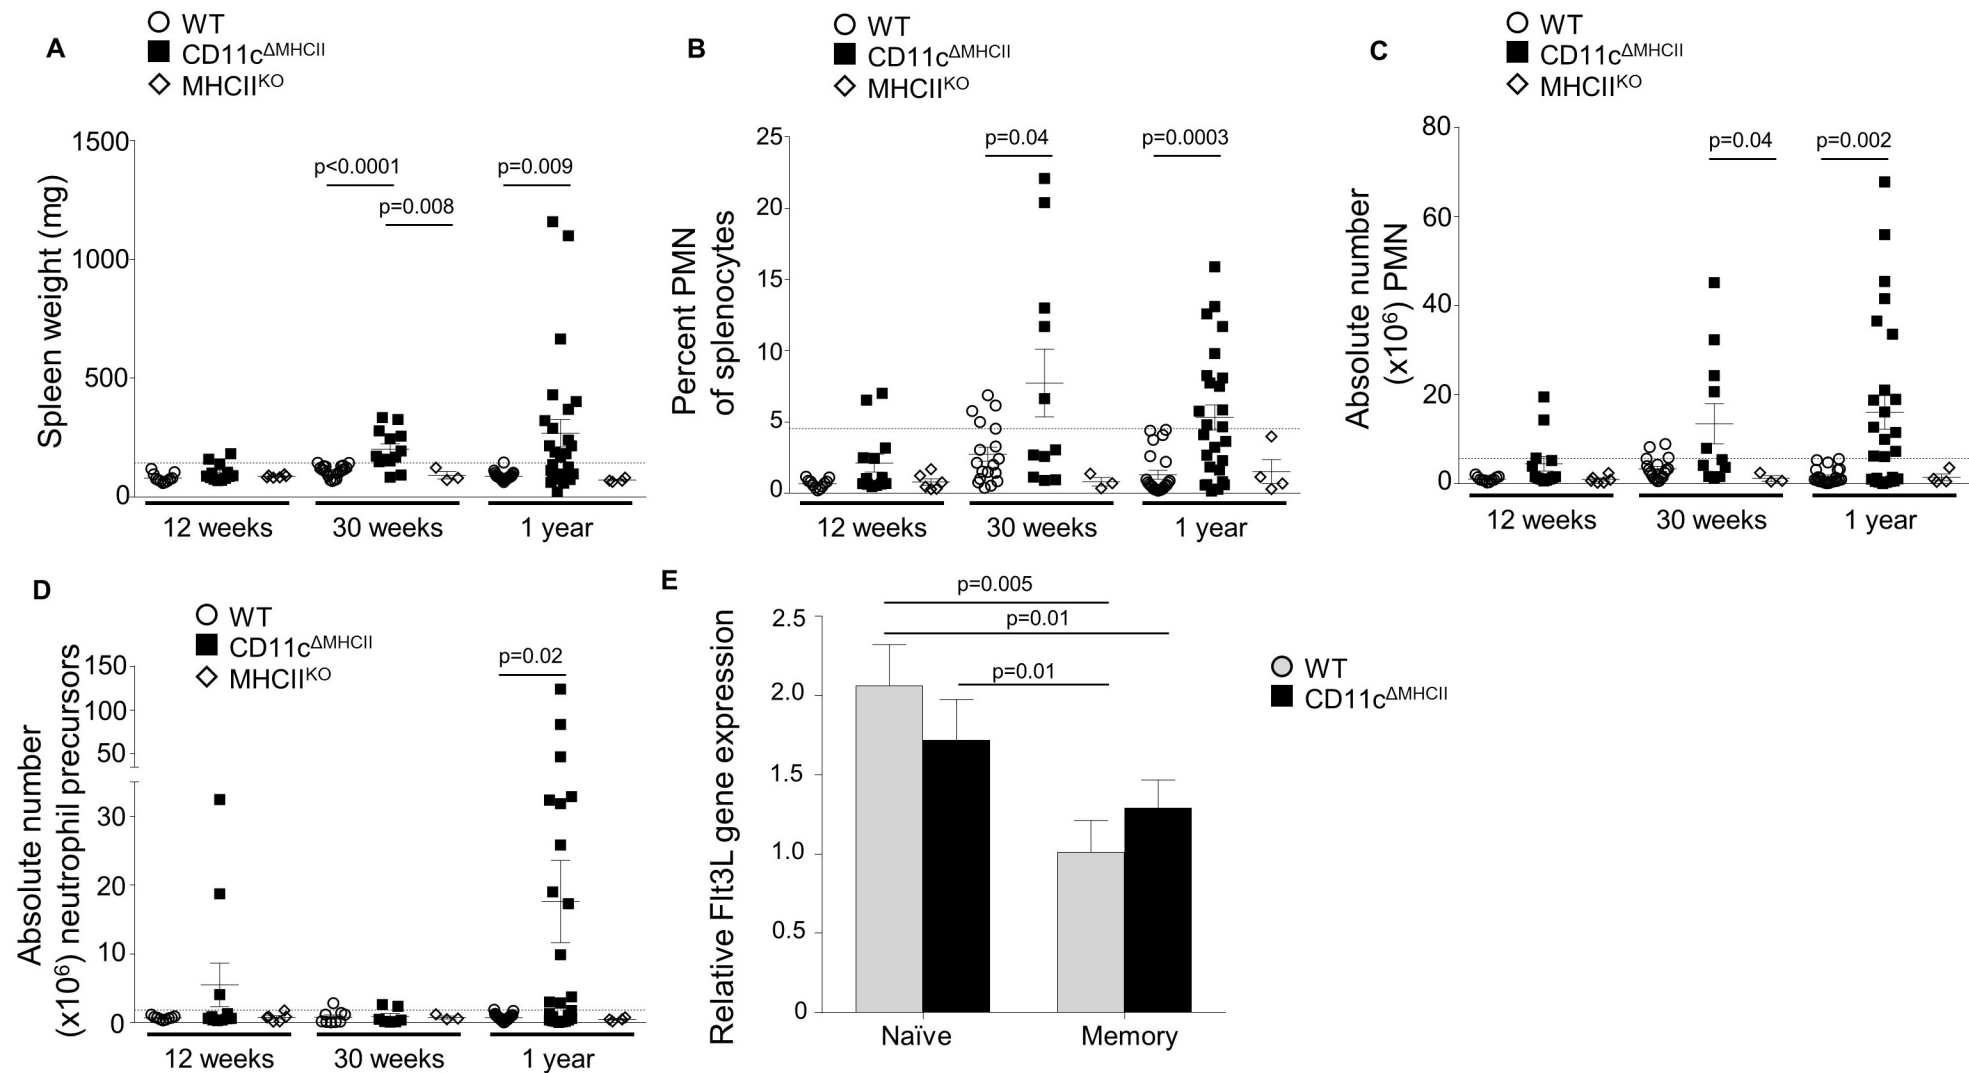 A
WT
CD11cΔMHCII
MHCIIKO
Spleen weight (mg)
1500
1000
500
0
p<0.0001
p=0.008
p=0.009
12 weeks
30 weeks
1 year
B
WT
CD11cΔMHCII
MHCIIKO
Percent PMN
of splenocytes
25
20
15
10
5
0
p=0.04
p=0.0003
12 weeks
30 weeks
1 year
C
WT
CD11cΔMHCII
MHCIIKO
Absolute number
(x10⁶) PMN
80
60
40
20
0
p=0.04
p=0.002
12 weeks
30 weeks
1 year
D
WT
CD11cΔMHCII
MHCIIKO
Absolute number
(x10⁶) neutrophil precursors
150
100
50
30
20
10
0
p=0.02
12 weeks
30 weeks
1 year
E
Relative Flt3L gene expression
2.5
2.0
1.5
1.0
0.5
0
p=0.005
p=0.01
p=0.01
Naïve
Memory
WT
CD11cΔMHCII